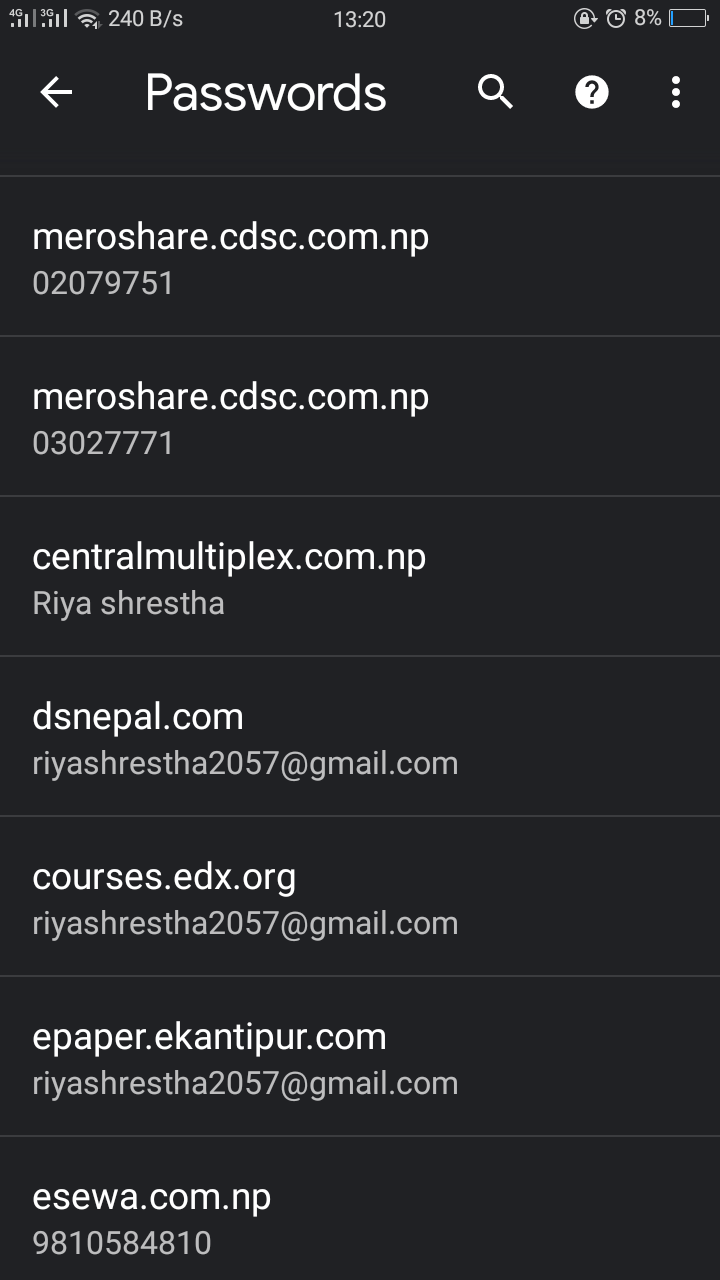 4G 3G 240 B/s 13:20 8%
Passwords
meroshare.cdsc.com.np
02079751
meroshare.cdsc.com.np
03027771
centralmultiplex.com.np
Riya shrestha
dsnepal.com
riyashrestha2057@gmail.com
courses.edx.org
riyashrestha2057@gmail.com
epaper.ekantipur.com
riyashrestha2057@gmail.com
esewa.com.np
9810584810